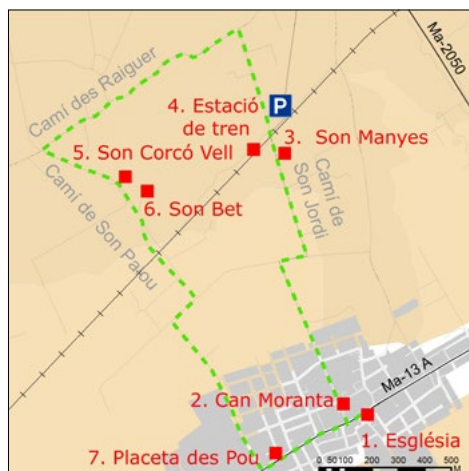 Ma-2050
Camí des Raiguer
P
4. Estació
de tren
3. Son Manyes
5. Son Corcó Vell
Camí de
Son Jordi
6. Son Bet
Camí de Son Palou
Ma-13 A
2. Can Moranta
1. Església
7. Placeta des Pou
0 50 100 200 300 400 500
M